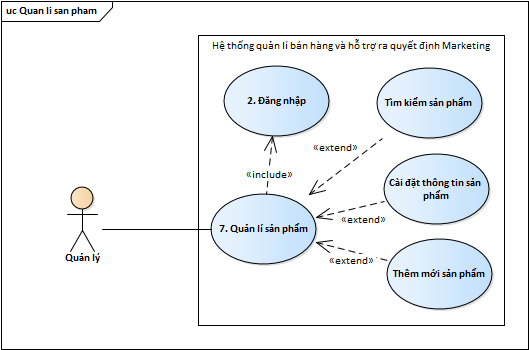 uc Quan li san pham
Hệ thống quản lí bán hàng và hỗ trợ ra quyết định Marketing
2. Đăng nhập
Tìm kiếm sản phẩm
«extend»
«include»
Cài đặt thông tin sản
phẩm
«extend»
7. Quản lí sản phẩm
Quản lý
«extend»
Thêm mới sản phẩm